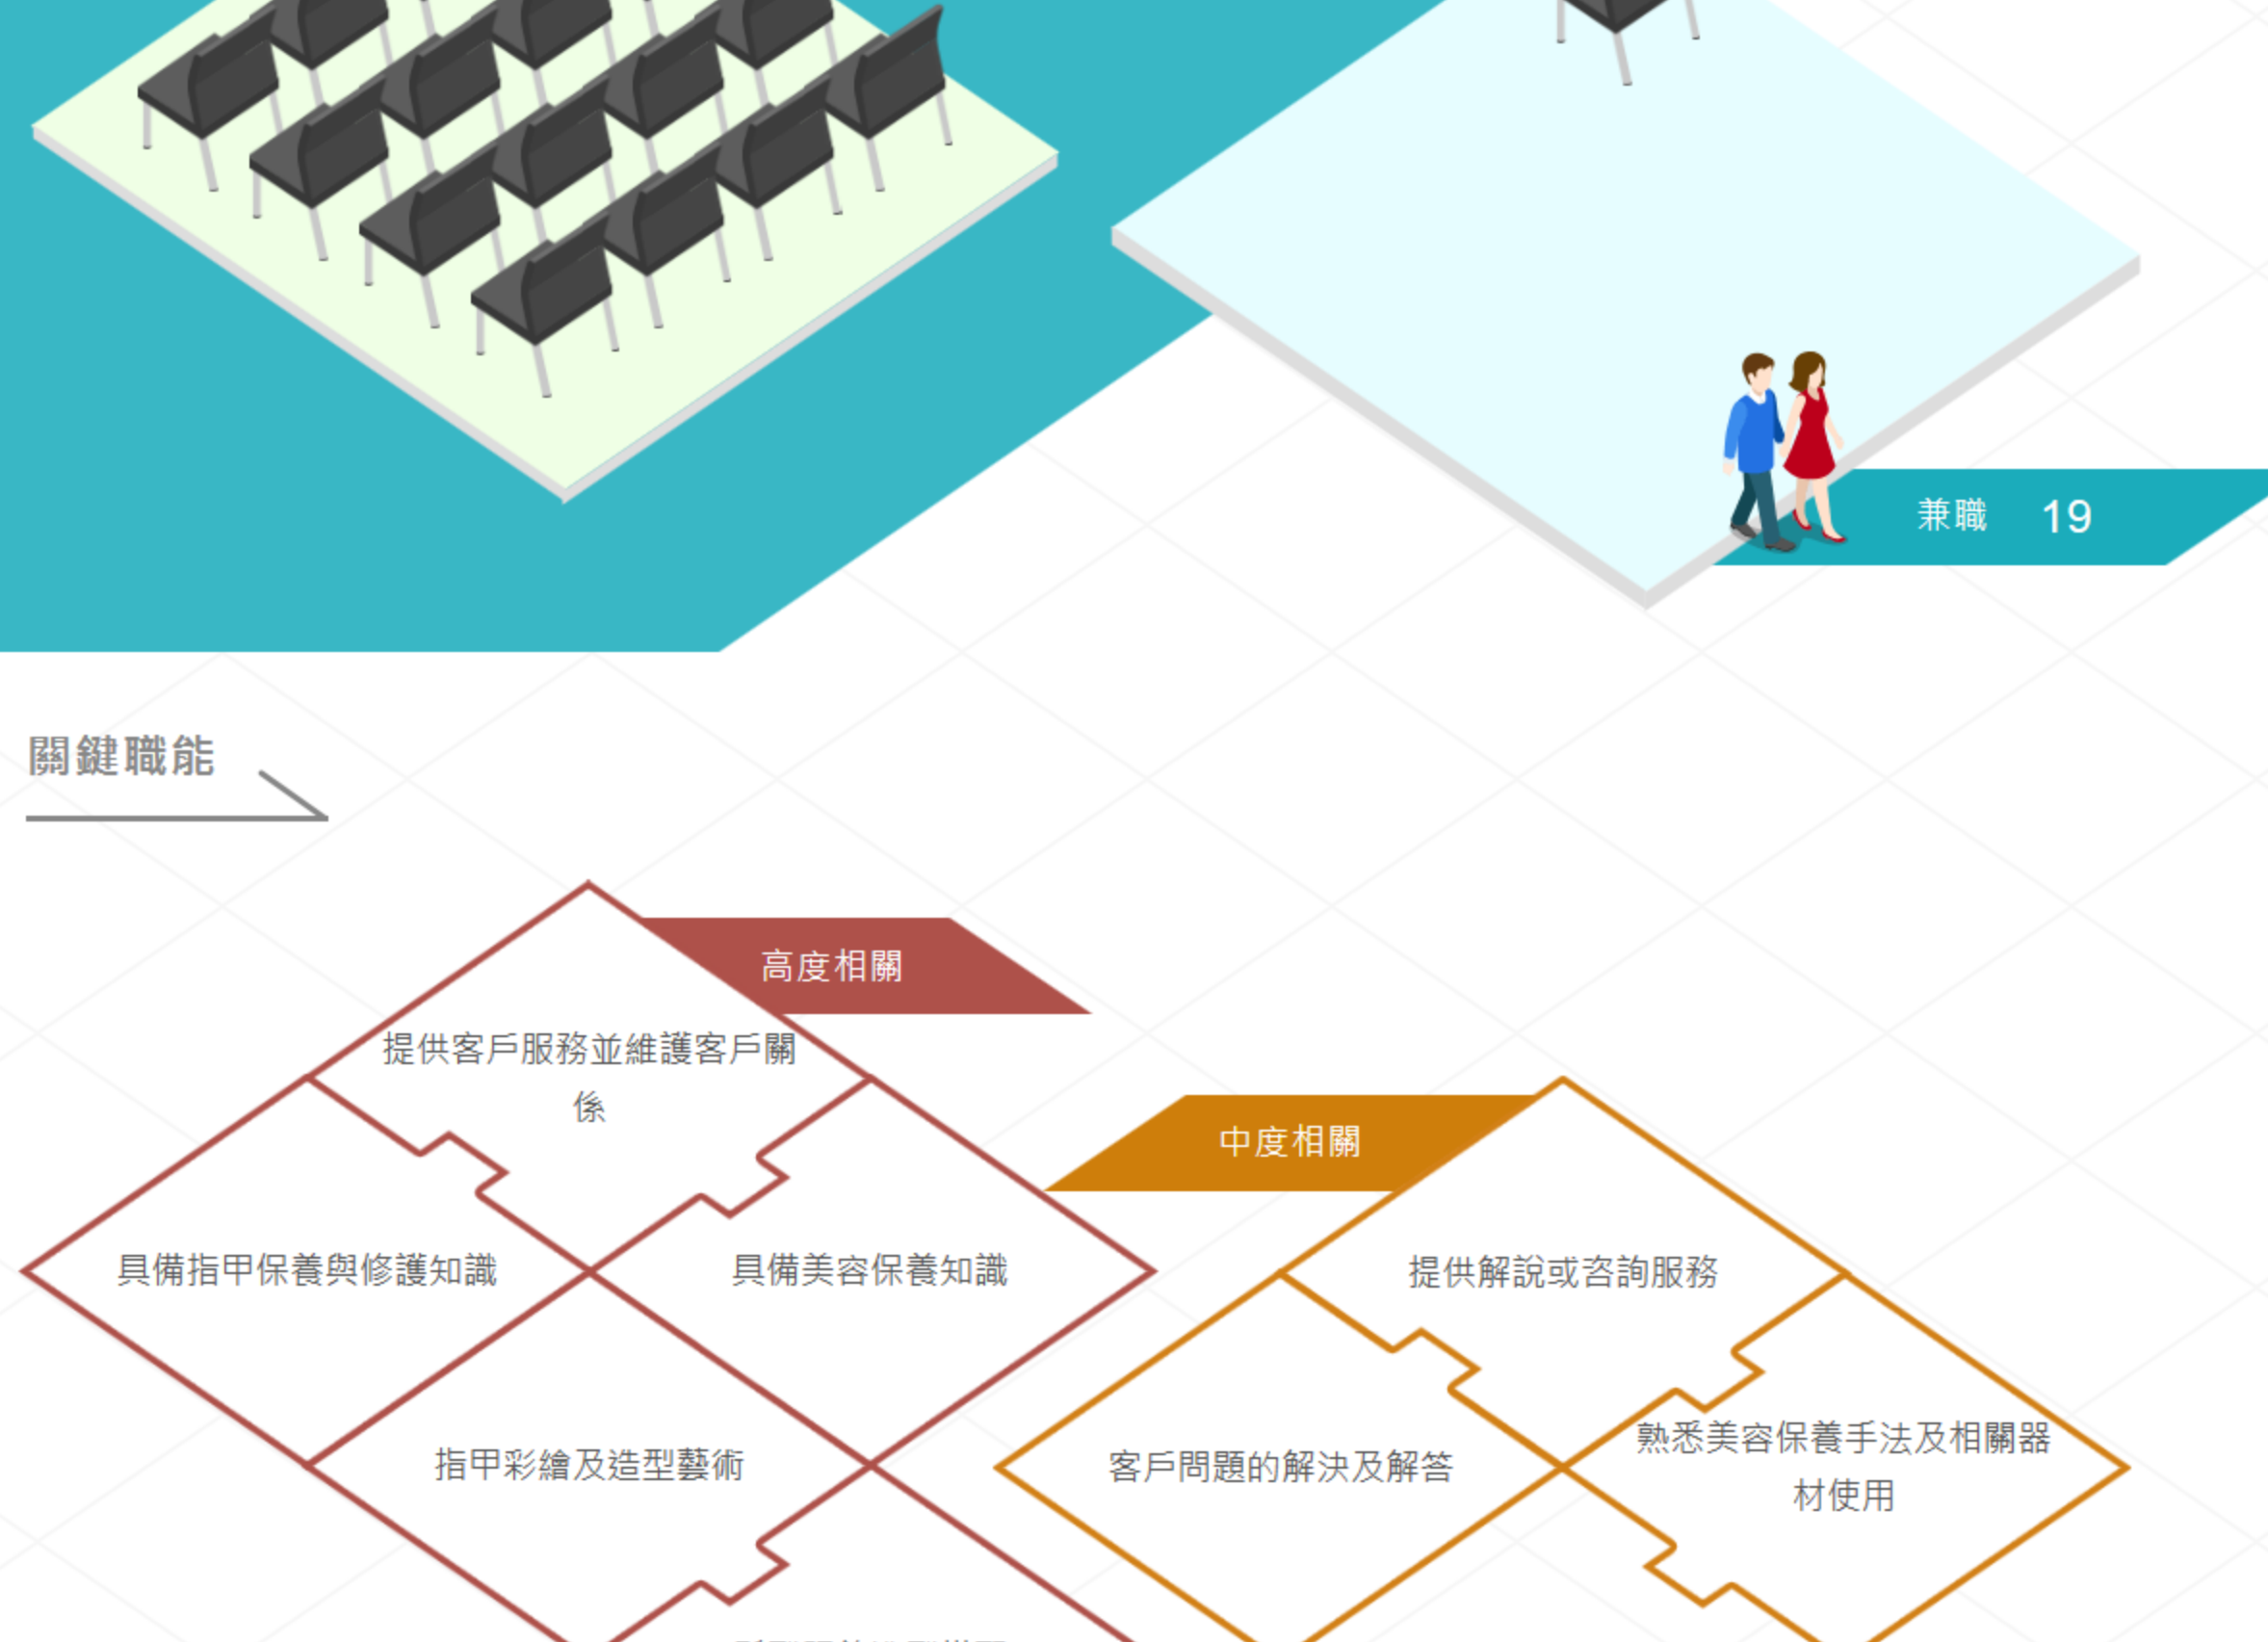 兼職 19
關鍵職能
高度相關
提供客戶服務並維護客戶關
係
中度相關
具備指甲保養與修護知識
具備美容保養知識
提供解說或咨詢服務
指甲彩繪及造型藝術
客戶問題的解決及解答
熟悉美容保養手法及相關器
材使用